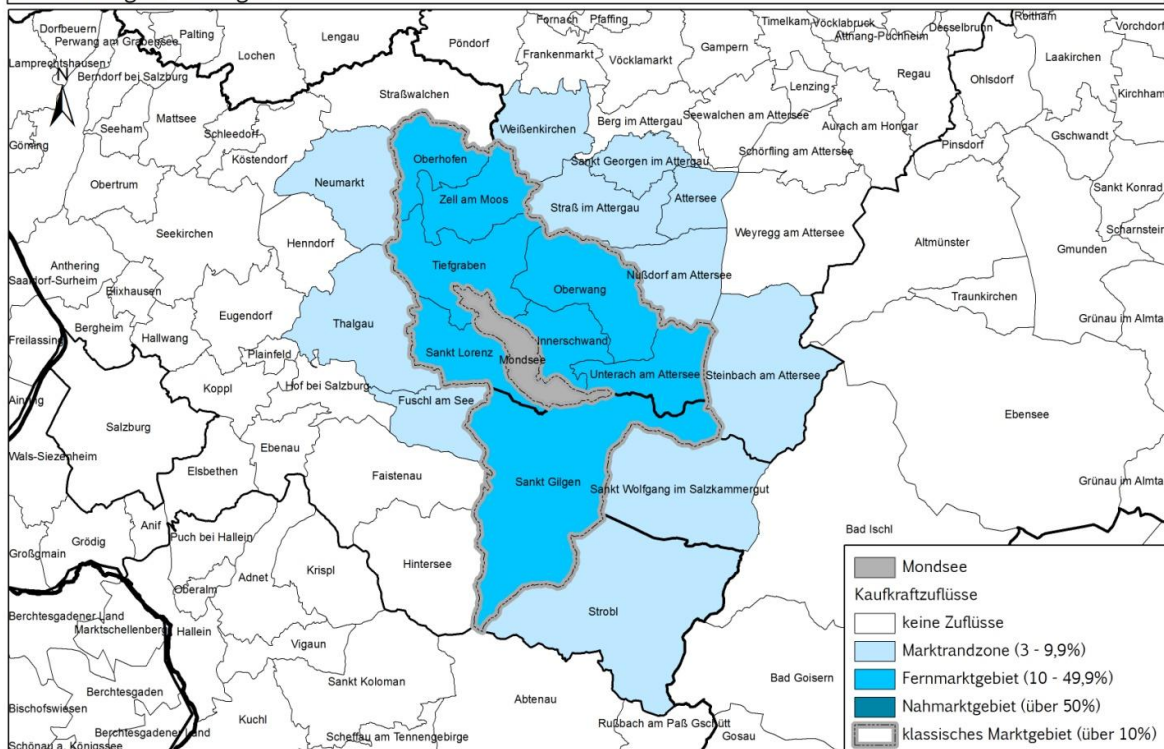 Dorfbeuern
Palting
Lengau
Pöndorf
Fornach
Pfaffing
Timelkam
Vöcklabruck
Attnang-Puchheim
Desselbrunn
Roitham
Vorchdorf
Perwang am Grabensee
Lochen
Frankenmarkt
Vöcklamarkt
Gampern
Regau
Laakirchen
Lamprechtshausen
N
Berndorf bei Salzburg
Straßwalchen
Lenzing
Ohlsdorf
Kirchham
Mattsee
Seeham
Schleedorf
Weißenkirchen
Berg im Attergau
Seewalchen am Attersee
Aurach am Hongar
Gschwandt
Göming
Köstendorf
Oberhofen
Sankt Georgen im Attergau
Schörfling am Attersee
Pinsdorf
Obertrum
Neumarkt
Zell am Moos
Straß im Attergau
Attersee
Sankt Konrad
Seekirchen
Henndorf
Weyregg am Attersee
Altmünster
Gmunden
Scharnstein
Anthering
Saaldorf-Surheim
Elixhausen
Tiefgraben
Oberwang
Nußdorf am Attersee
Traunkirchen
Bergheim
Hallwang
Eugendorf
Thalgau
Grünau im Almta
Freilassing
Plainfeld
Sankt Lorenz
Mondsee
Innerschwand
Unterach am Attersee
Steinbach am Attersee
Koppl
Hof bei Salzburg
Ainring
Fuschl am See
Ebensee
Salzburg
Ebenau
Wals-Siezenheim
Elsbethen
Faistenau
Sankt Gilgen
Sankt Wolfgang im Salzkammergut
Grünau im Almta
Anif
Grödig
Puch bei Hallein
Bad Ischl
Großgmain
Adnet
Krispl
Hintersee
Oberalm
Berchtesgadener Land
Marktschellenberg
Hallein
Strobl
Vigaun
Sankt Koloman
Bad Goisern
Berchtesgaden
Bischofswiesen
Abtenau
Kuchl
Berchtesgadener Land
Rußbach am Paß Gschütt
Gosau
Schönau a. Königssee
Scheffau am Tennengebirge
Mondsee
Kaufkraftzuflüsse
keine Zuflüsse
Marktrandzone (3 - 9,9%)
Fernmarktgebiet (10 - 49,9%)
Nahmarktgebiet (über 50%)
klassisches Marktgebiet (über 10%)